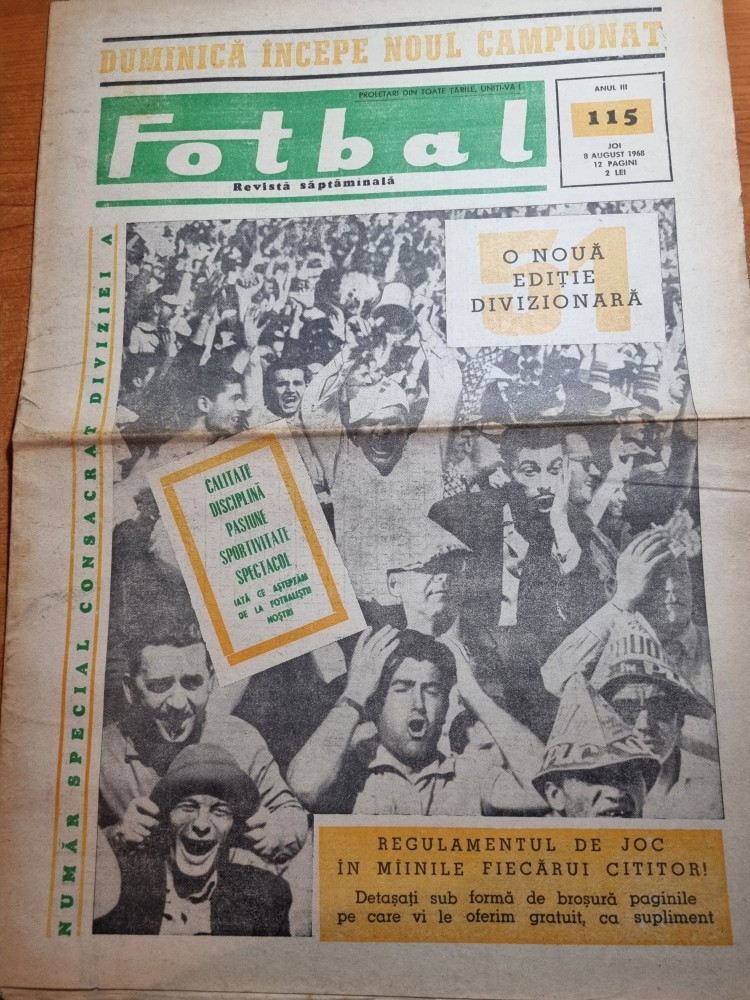 DUMINICĂ ÎNCEPE NOUL CAMPIONAT
PROLETARI DIN TOATE ȚĂRILE, UNIȚI-VĂ!
Fotbal
Revistă săptămînală
ANUL III
115
JOI
8 AUGUST 1968
12 PAGINI
2 LEI
NUMĂR SPECIAL CONSACRAT DIVIZIEI A
51
O NOUĂ
EDIȚIE
DIVIZIONARĂ
CALITATE
DISCIPLINĂ
PASIUNE
SPORTIVITATE
SPECTACOL
IATĂ CE AȘTEPTĂM
DE LA FOTBALIȘTII
NOȘTRI
REGULAMENTUL DE JOC
ÎN MÎINILE FIECĂRUI CITITOR!
Detașați sub formă de broșură paginile
pe care vi le oferim gratuit, ca supliment